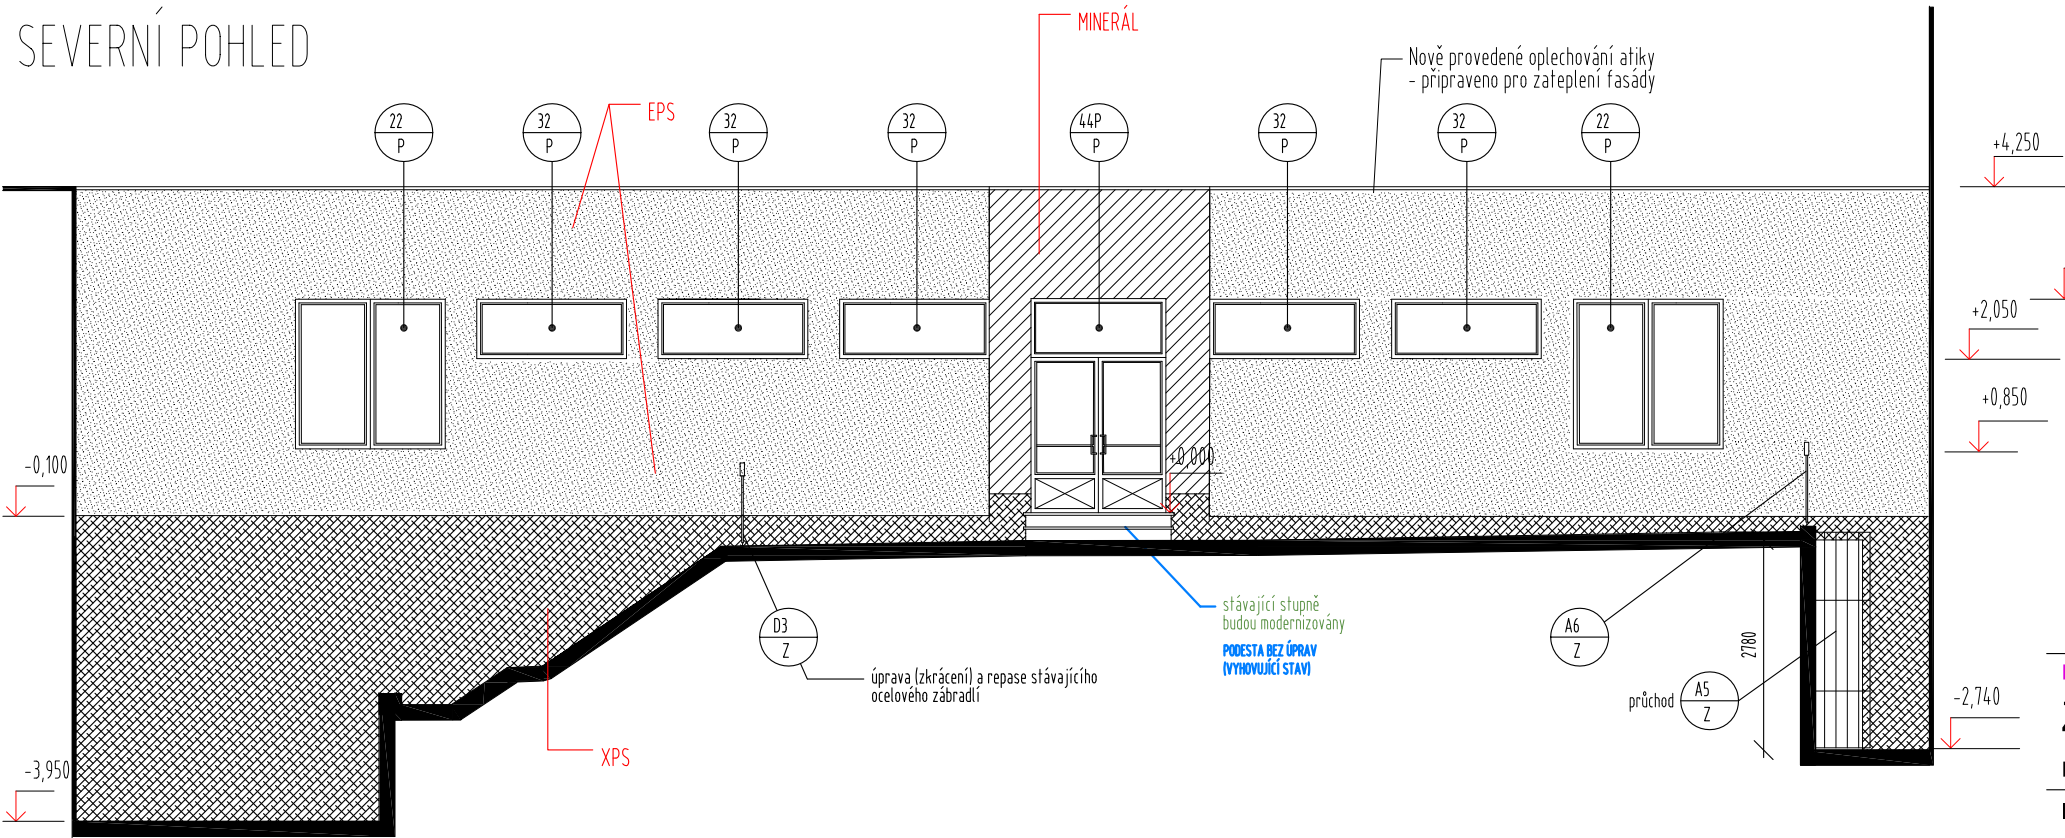 SEVERNÍ POHLED
MINERÁL
Nově provedené oplechování atiky
- připraveno pro zateplení fasády
EPS
22
P
32
P
32
P
32
P
44P
P
32
P
32
P
22
P
+4,250
+2,050
+0,850
-0,100
±0,000
stávající stupně
budou modernizovány
PODESTA BEZ ÚPRAV
(VYHOVUJÍCÍ STAV)
D3
Z
A6
Z
2780
úprava (zkrácení) a repase stávajícího
ocelového zábradlí
průchod
A5
Z
-2,740
XPS
-3,950